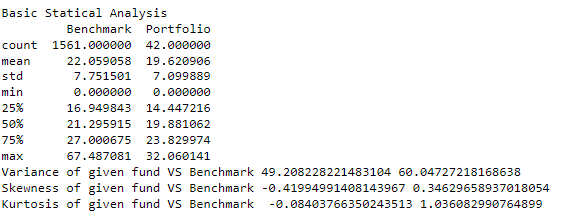 Basic Statical Analysis
Benchmark Portfolio
count 1561.000000 42.000000
mean 22.059058 19.620906
std 7.751501 7.099889
min 0.000000 0.000000
25% 16.949843 14.447216
50% 21.295915 19.881062
75% 27.000675 23.829974
max 67.487081 32.060141
Variance of given fund VS Benchmark 49.208228221483104 60.04727218168638
Skewness of given fund VS Benchmark -0.41994991408143967 0.34629658937018054
Kurtosis of given fund VS Benchmark -0.08403766350243513 1.036082990764899